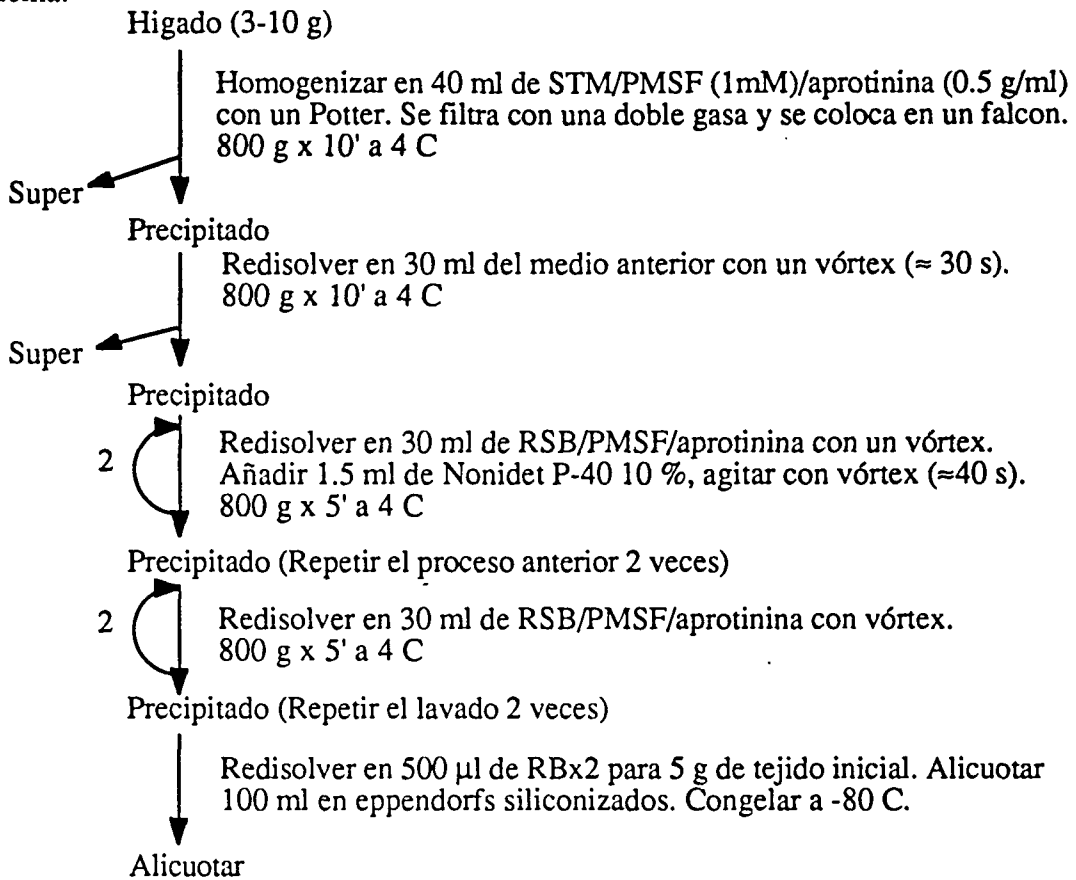 Higado (3-10 g)
Homogenizar en 40 ml de STM/PMSF (1mM)/aprotinina (0.5 g/ml)
con un Potter. Se filtra con una doble gasa y se coloca en un falcon.
800 g x 10' a 4 C
Super
Precipitado
Redisolver en 30 ml del medio anterior con un vórtex (≈ 30 s).
800 g x 10' a 4 C
Super
Precipitado
2
Redisolver en 30 ml de RSB/PMSF/aprotinina con un vórtex.
Añadir 1.5 ml de Nonidet P-40 10 %, agitar con vórtex (≈40 s).
800 g x 5' a 4 C
Precipitado (Repetir el proceso anterior 2 veces)
2
Redisolver en 30 ml de RSB/PMSF/aprotinina con vórtex.
800 g x 5' a 4 C
Precipitado (Repetir el lavado 2 veces)
Redisolver en 500 µl de RBx2 para 5 g de tejido inicial. Alicuotar
100 ml en eppendorfs siliconizados. Congelar a -80 C.
Alicuotar